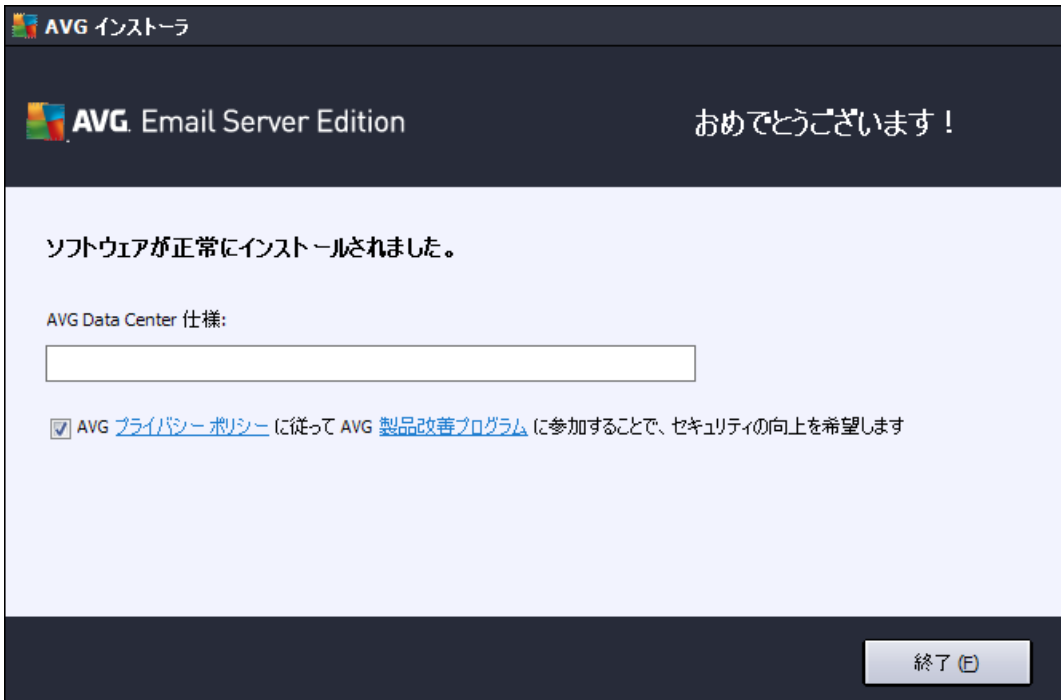 AVG インストーラ
AVG. Email Server Edition
おめでとうございます！
ソフトウェアが正常にインストールされました。
AVG Data Center 仕様:
AVG プライバシー ポリシー に従って AVG 製品改善プログラム に参加することで、セキュリティの向上を希望します
終了 (F)